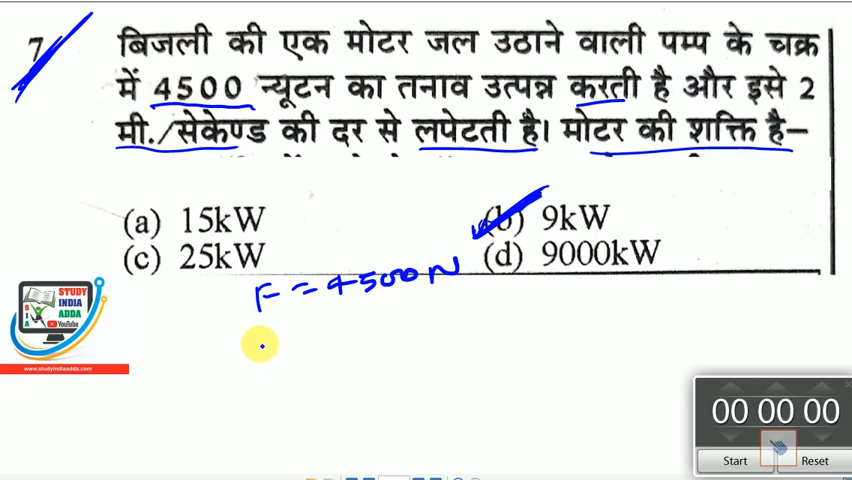 7 बिजली की एक मोटर जल उठाने वाली पम्प के चक्र
में 4500 न्यूटन का तनाव उत्पन्न करती है और इसे 2
मी./सेकेण्ड की दर से लपेटती है। मोटर की शक्ति है–
(a) 15kW (b) 9kW
(c) 25kW (d) 9000kW
F = 4500 N
STUDY
INDIA
ADDA
YouTube
S I A
www.studyindiaadda.com
00 00 00
Start Reset